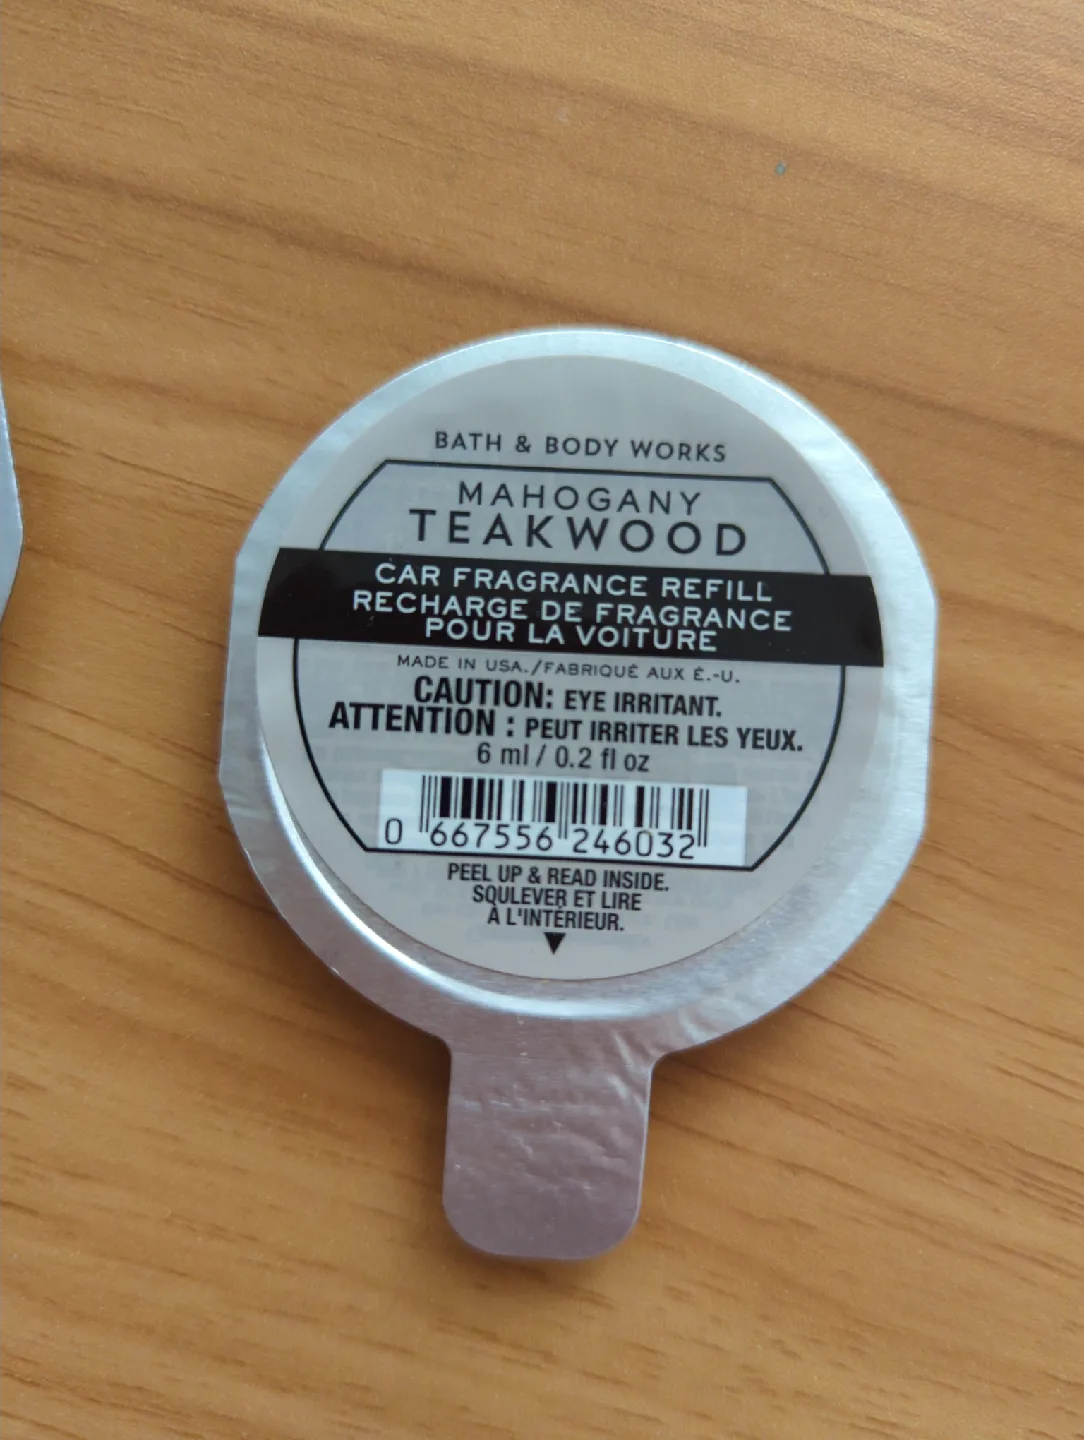 BATH & BODY WORKS
MAHOGANY
TEAKWOOD
CAR FRAGRANCE REFILL
RECHARGE DE FRAGRANCE
POUR LA VOITURE
MADE IN USA./FABRIQUÉ AUX É.-U.
CAUTION: EYE IRRITANT.
ATTENTION : PEUT IRRITER LES YEUX.
6 ml / 0.2 fl oz
0 667556 246032
PEEL UP & READ INSIDE.
SOULEVER ET LIRE
À L'INTÉRIEUR.